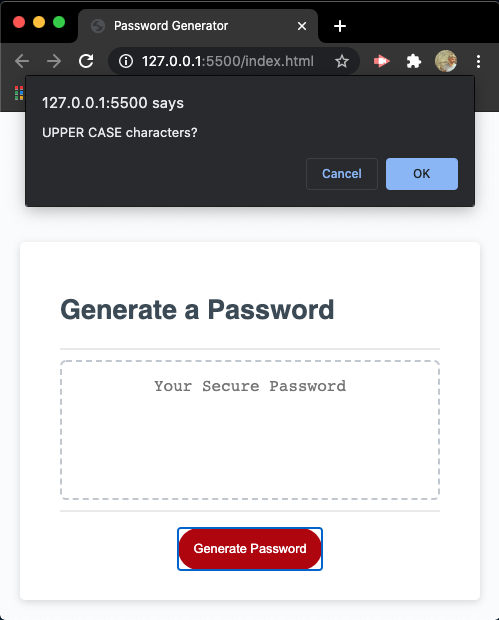 Password Generator
127.0.0.1:5500/index.html
127.0.0.1:5500 says
UPPER CASE characters?
Cancel
OK
Generate a Password
Your Secure Password
Generate Password